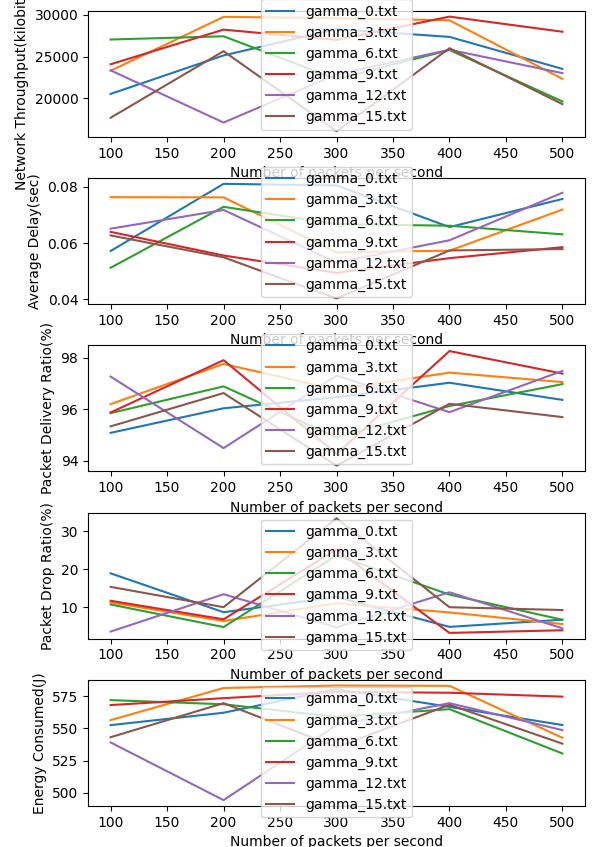 Network Throughput(kilobit
30000
25000
20000
gamma_0.txt
gamma_3.txt
gamma_6.txt
gamma_9.txt
gamma_12.txt
gamma_15.txt
100 150 200 250 300 350 400 450 500
Number of packets per second
Average Delay(sec)
0.08
0.06
0.04
gamma_0.txt
gamma_3.txt
gamma_6.txt
gamma_9.txt
gamma_12.txt
gamma_15.txt
100 150 200 250 300 350 400 450 500
Number of packets per second
Packet Delivery Ratio(%)
98
96
94
gamma_0.txt
gamma_3.txt
gamma_6.txt
gamma_9.txt
gamma_12.txt
gamma_15.txt
100 150 200 250 300 350 400 450 500
Number of packets per second
Packet Drop Ratio(%)
30
20
10
gamma_0.txt
gamma_3.txt
gamma_6.txt
gamma_9.txt
gamma_12.txt
gamma_15.txt
100 150 200 250 300 350 400 450 500
Number of packets per second
Energy Consumed(J)
575
550
525
500
gamma_0.txt
gamma_3.txt
gamma_6.txt
gamma_9.txt
gamma_12.txt
gamma_15.txt
100 150 200 250 300 350 400 450 500
Number of packets per second